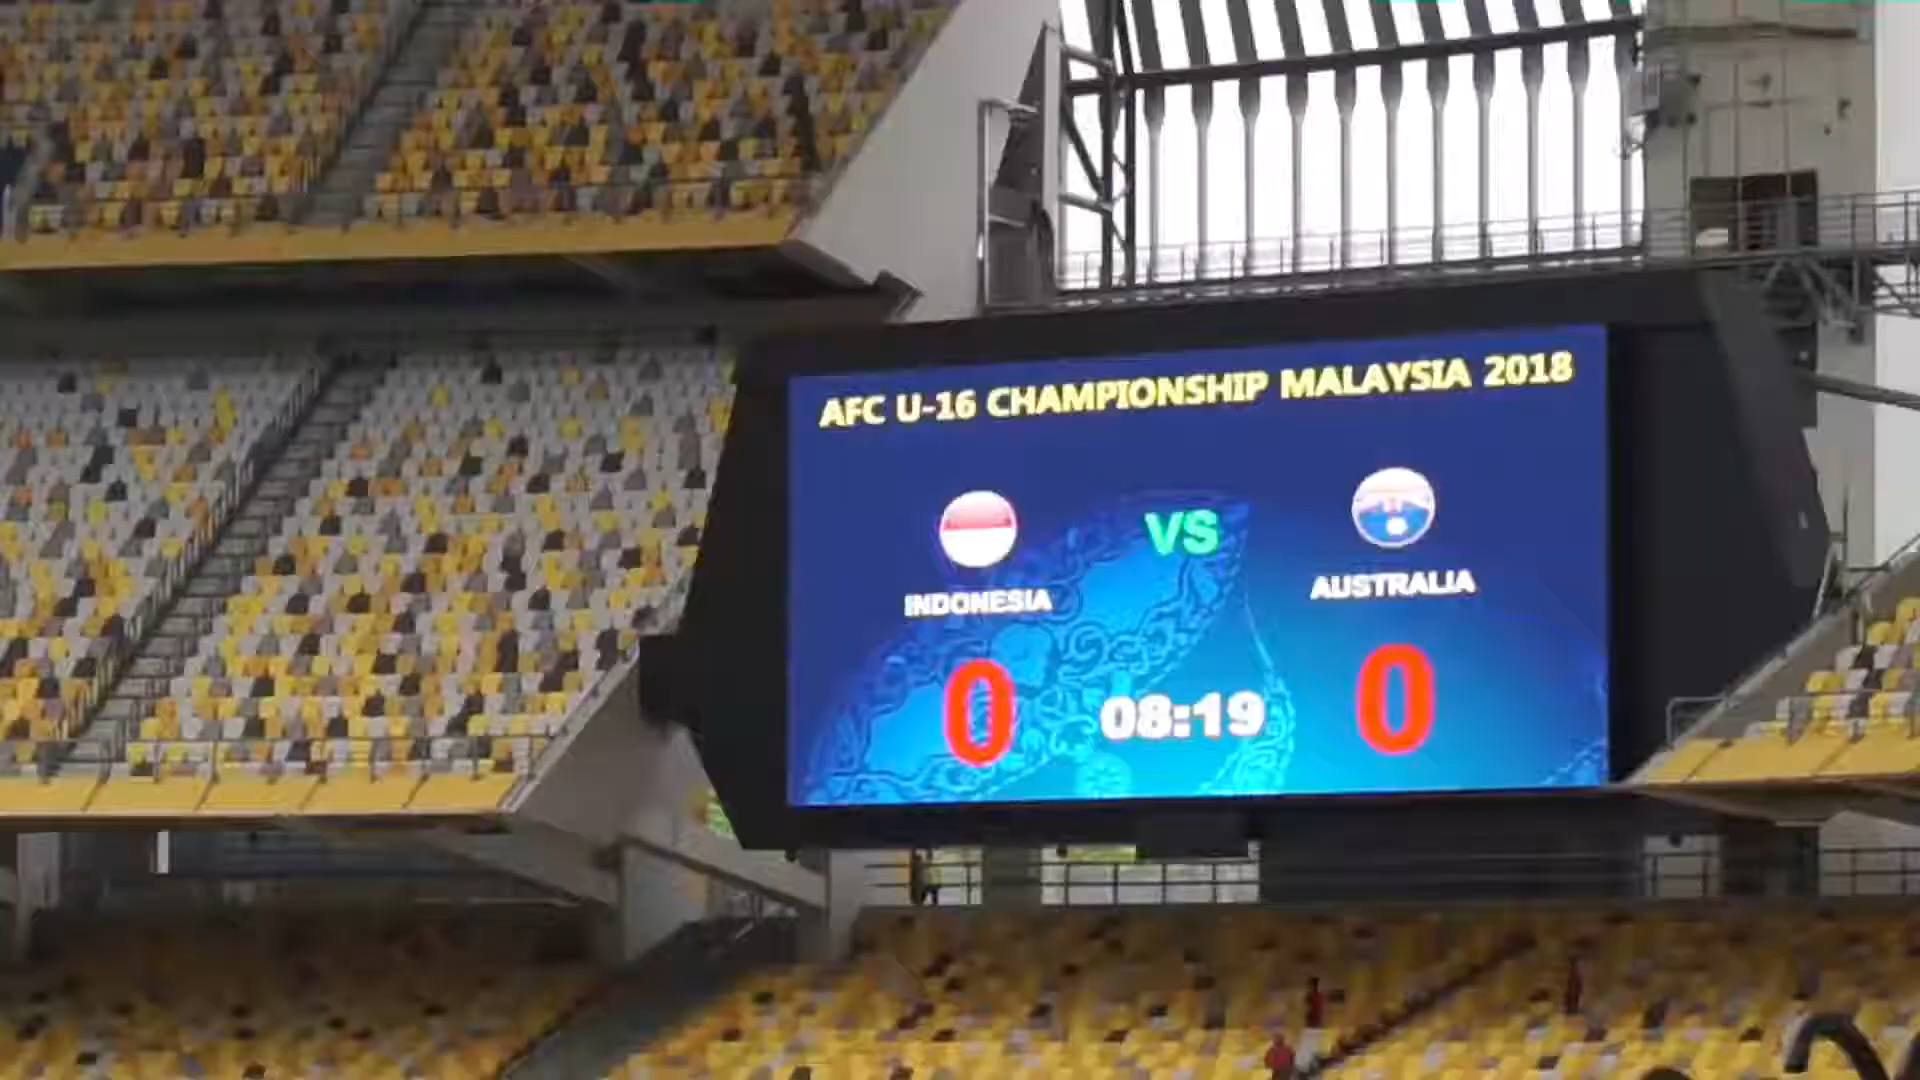 AFC U-16 CHAMPIONSHIP MALAYSIA 2018
VS
INDONESIA
AUSTRALIA
0
08:19
0